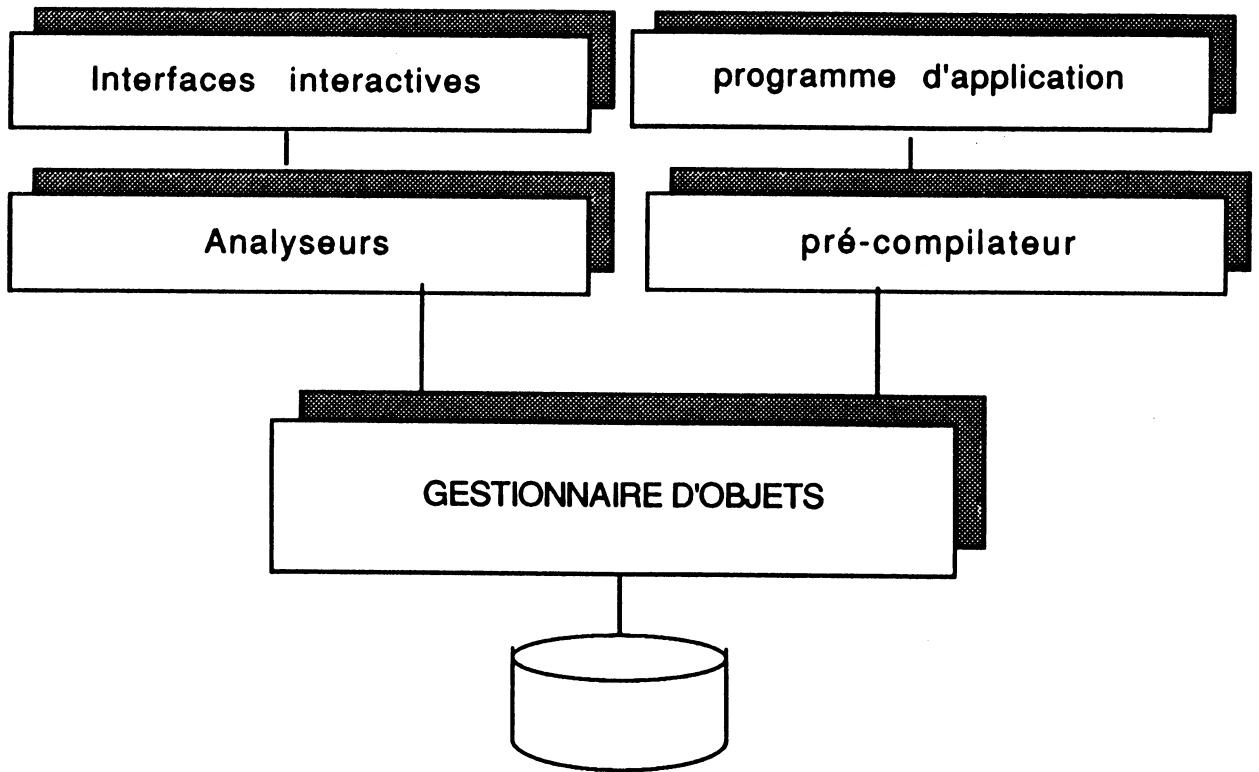 Interfaces interactives
programme d'application
Analyseurs
pré-compilateur
GESTIONNAIRE D'OBJETS